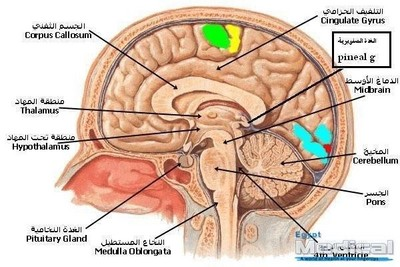 الجسم الثفني
Corpus Callosum
التلفيف الحزامي
Cingulate Gyrus
الغدة الصنوبرية
pineal g
الدماغ الأوسط
Midbrain
منطقة المهاد
Thalamus
منطقة تحت المهاد
Hypothalamus
المخيخ
Cerebellum
الجسر
Pons
الغدة النخامية
Pituitary Gland
النخاع المستطيل
Medulla Oblongata
Egypt
Medical
4th. Ventricle